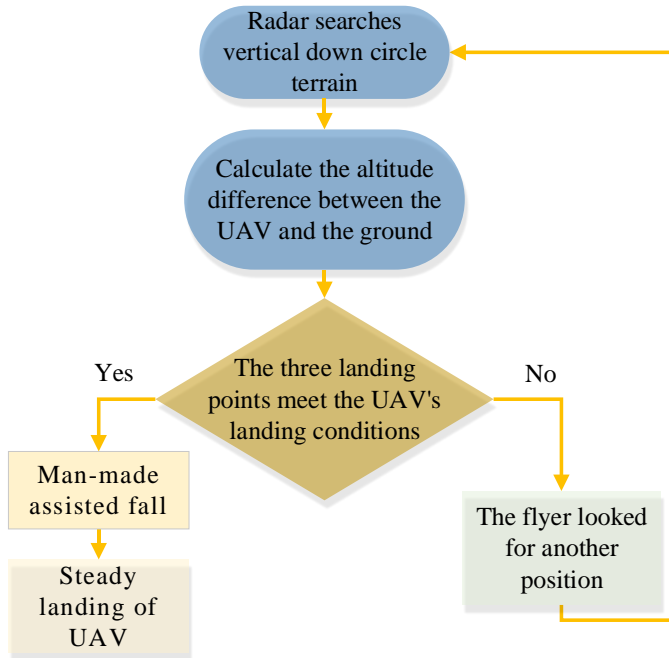 Radar searches
vertical down circle
terrain
Calculate the altitude
difference between the
UAV and the ground
The three landing
points meet the UAV's
landing conditions
Yes
No
Man-made
assisted fall
Steady
landing of
UAV
The flyer looked
for another
position